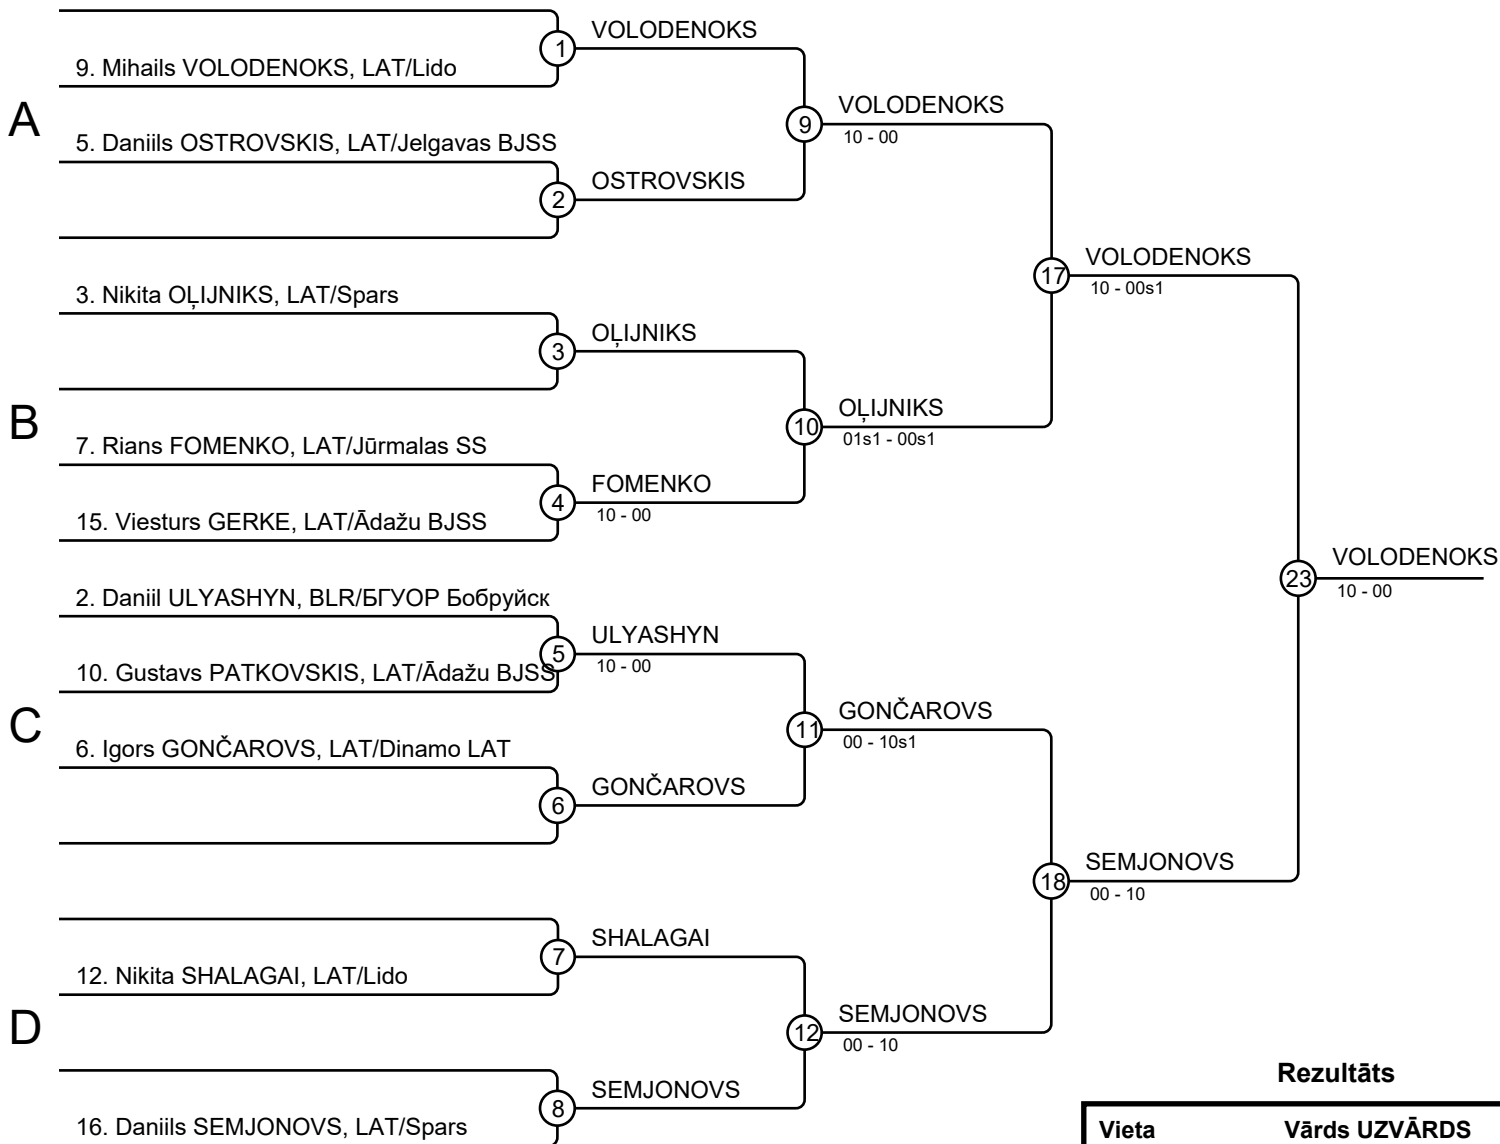 VOLODENOKS
1
9. Mihails VOLODENOKS, LAT/Lido
A
VOLODENOKS
9
10 - 00
5. Daniils OSTROVSKIS, LAT/Jelgavas BJSS
OSTROVSKIS
2
VOLODENOKS
17
10 - 00s1
3. Nikita OĻIJNIKS, LAT/Spars
OĻIJNIKS
3
B
OĻIJNIKS
10
01s1 - 00s1
7. Rians FOMENKO, LAT/Jūrmalas SS
FOMENKO
4
10 - 00
15. Viesturs GERKE, LAT/Ādažu BJSS
VOLODENOKS
23
10 - 00
2. Daniil ULYASHYN, BLR/БГУОР Бобруйск
ULYASHYN
5
10 - 00
10. Gustavs PATKOVSKIS, LAT/Ādažu BJSS
C
GONČAROVS
11
00 - 10s1
6. Igors GONČAROVS, LAT/Dinamo LAT
GONČAROVS
6
SEMJONOVS
18
00 - 10
SHALAGAI
7
12. Nikita SHALAGAI, LAT/Lido
D
SEMJONOVS
12
00 - 10
SEMJONOVS
8
16. Daniils SEMJONOVS, LAT/Spars
Rezultāts
Vieta Vārds UZVĀRDS